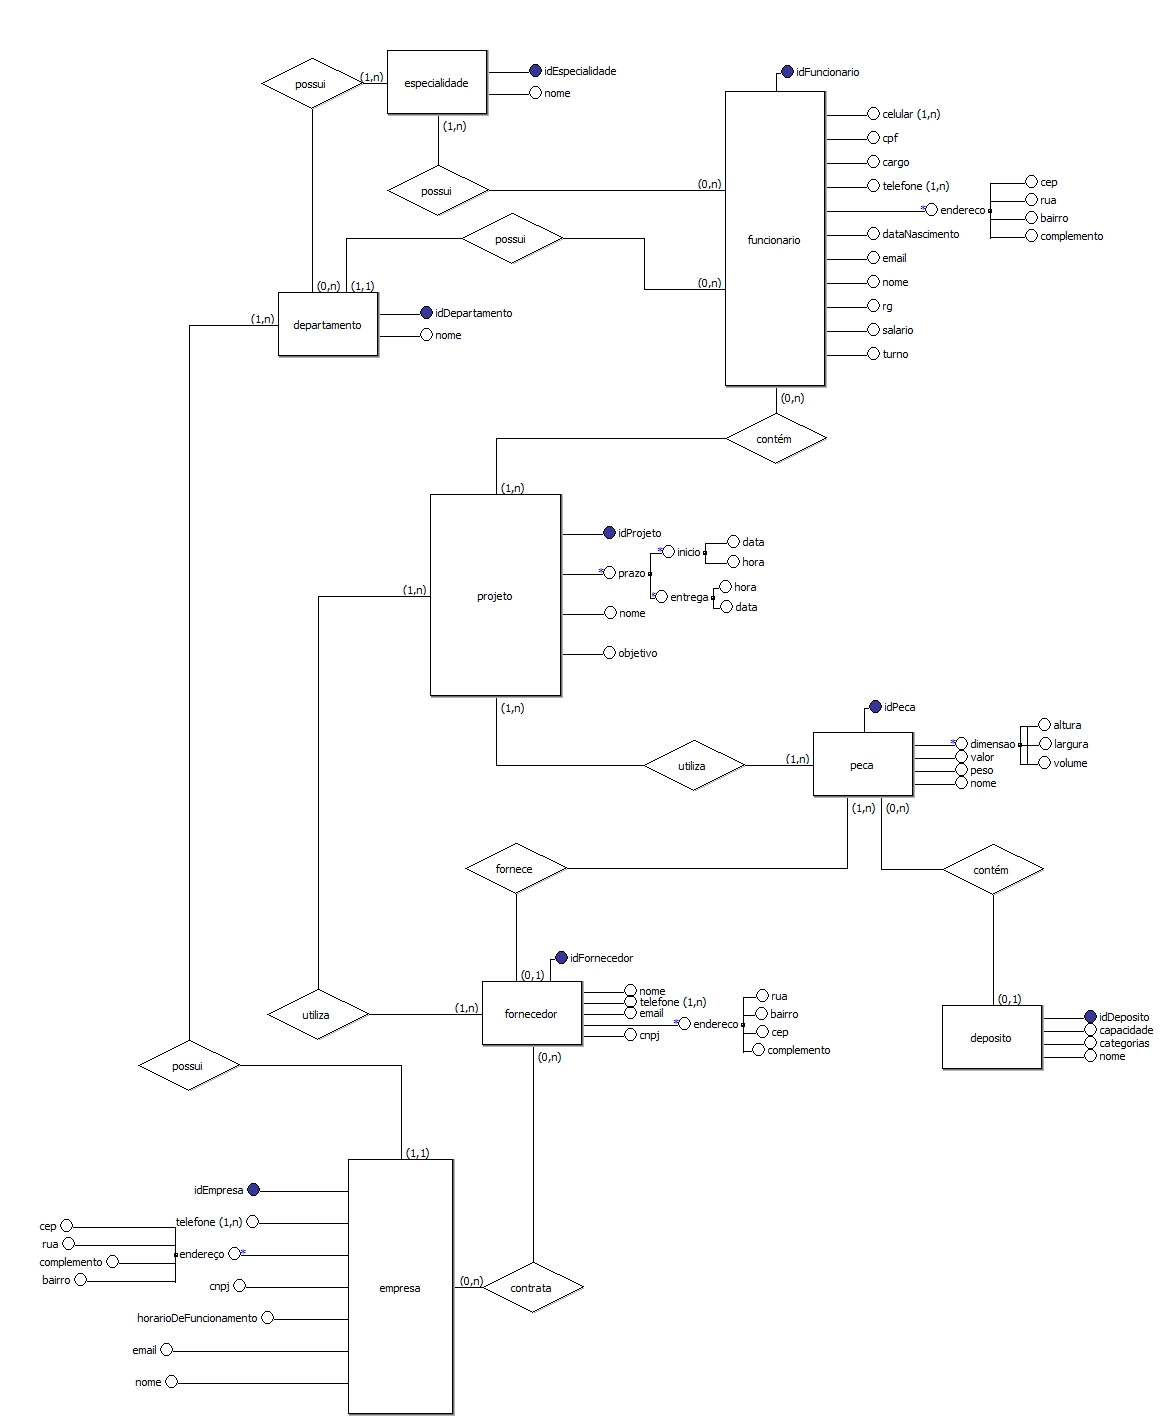 possui
(1,n)
especialidade
idEspecialidade
nome
(1,n)
possui
(0,n)
idFuncionario
funcionario
celular (1,n)
cpf
cargo
telefone (1,n)
* endereco
cep
rua
bairro
complemento
dataNascimento
email
nome
rg
salario
turno
possui
(0,n)
(0,n)
(1,1)
(1,n)
departamento
idDepartamento
nome
(0,n)
contém
(1,n)
projeto
idProjeto
* prazo
* inicio
data
hora
* entrega
hora
data
nome
objetivo
(1,n)
(1,n)
utiliza
(1,n)
idPeca
peca
* dimensao
altura
largura
volume
valor
peso
nome
(1,n)
(0,n)
fornece
contém
(0,1)
idFornecedor
(0,1)
utiliza
(1,n)
fornecedor
nome
telefone (1,n)
email
* endereco
rua
bairro
cep
complemento
cnpj
(0,n)
deposito
idDeposito
capacidade
categorias
nome
possui
(1,1)
empresa
idEmpresa
telefone (1,n)
cep
rua
complemento
bairro
endereço *
cnpj
horarioDeFuncionamento
email
nome
(0,n)
contrata